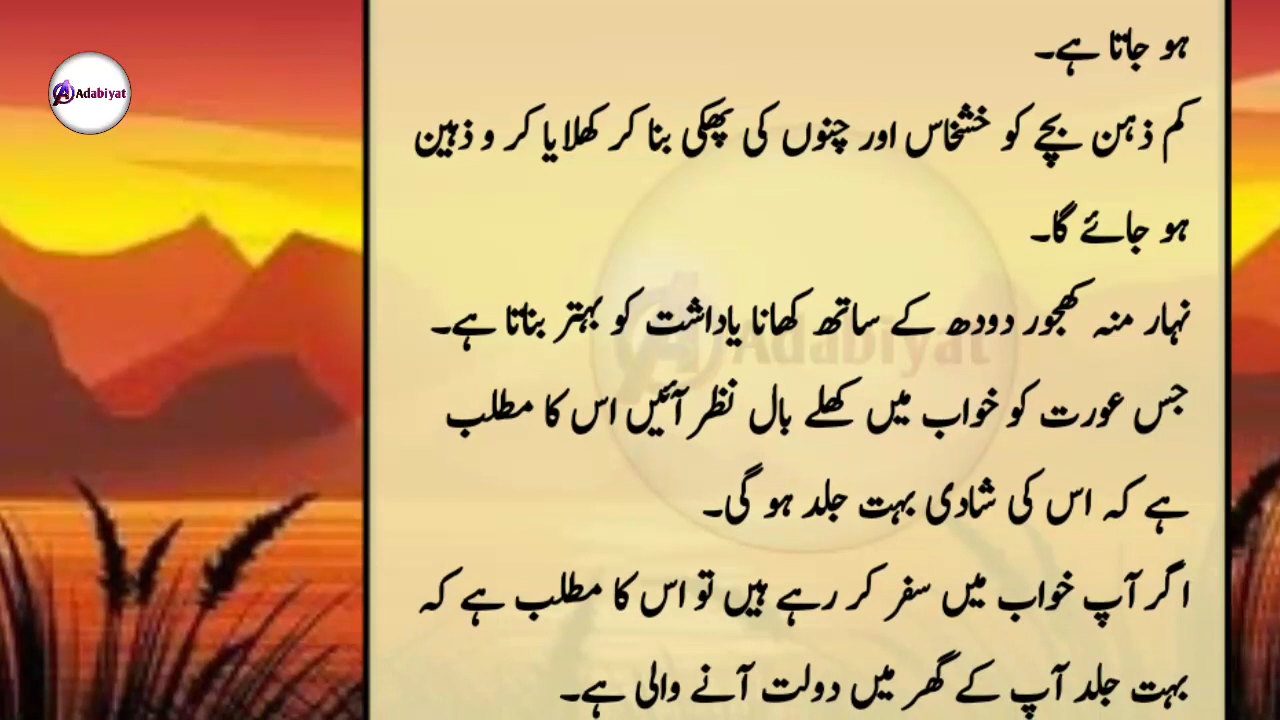 Adabiyat
ہو جاتا ہے۔
کم ذہن بچے کو خشخاس اور چنوں کی پھکی بنا کر کھلایا کر و ذہین
ہو جائے گا۔
نہار منہ کھجور دودھ کے ساتھ کھانا یاداشت کو بہتر بناتا ہے۔
Adabiyat
جس عورت کو خواب میں کھلے بال نظر آئیں اس کا مطلب
ہے کہ اس کی شادی بہت جلد ہو گی۔
اگر آپ خواب میں سفر کر رہے ہیں تو اس کا مطلب ہے کہ
بہت جلد آپ کے گھر میں دولت آنے والی ہے۔